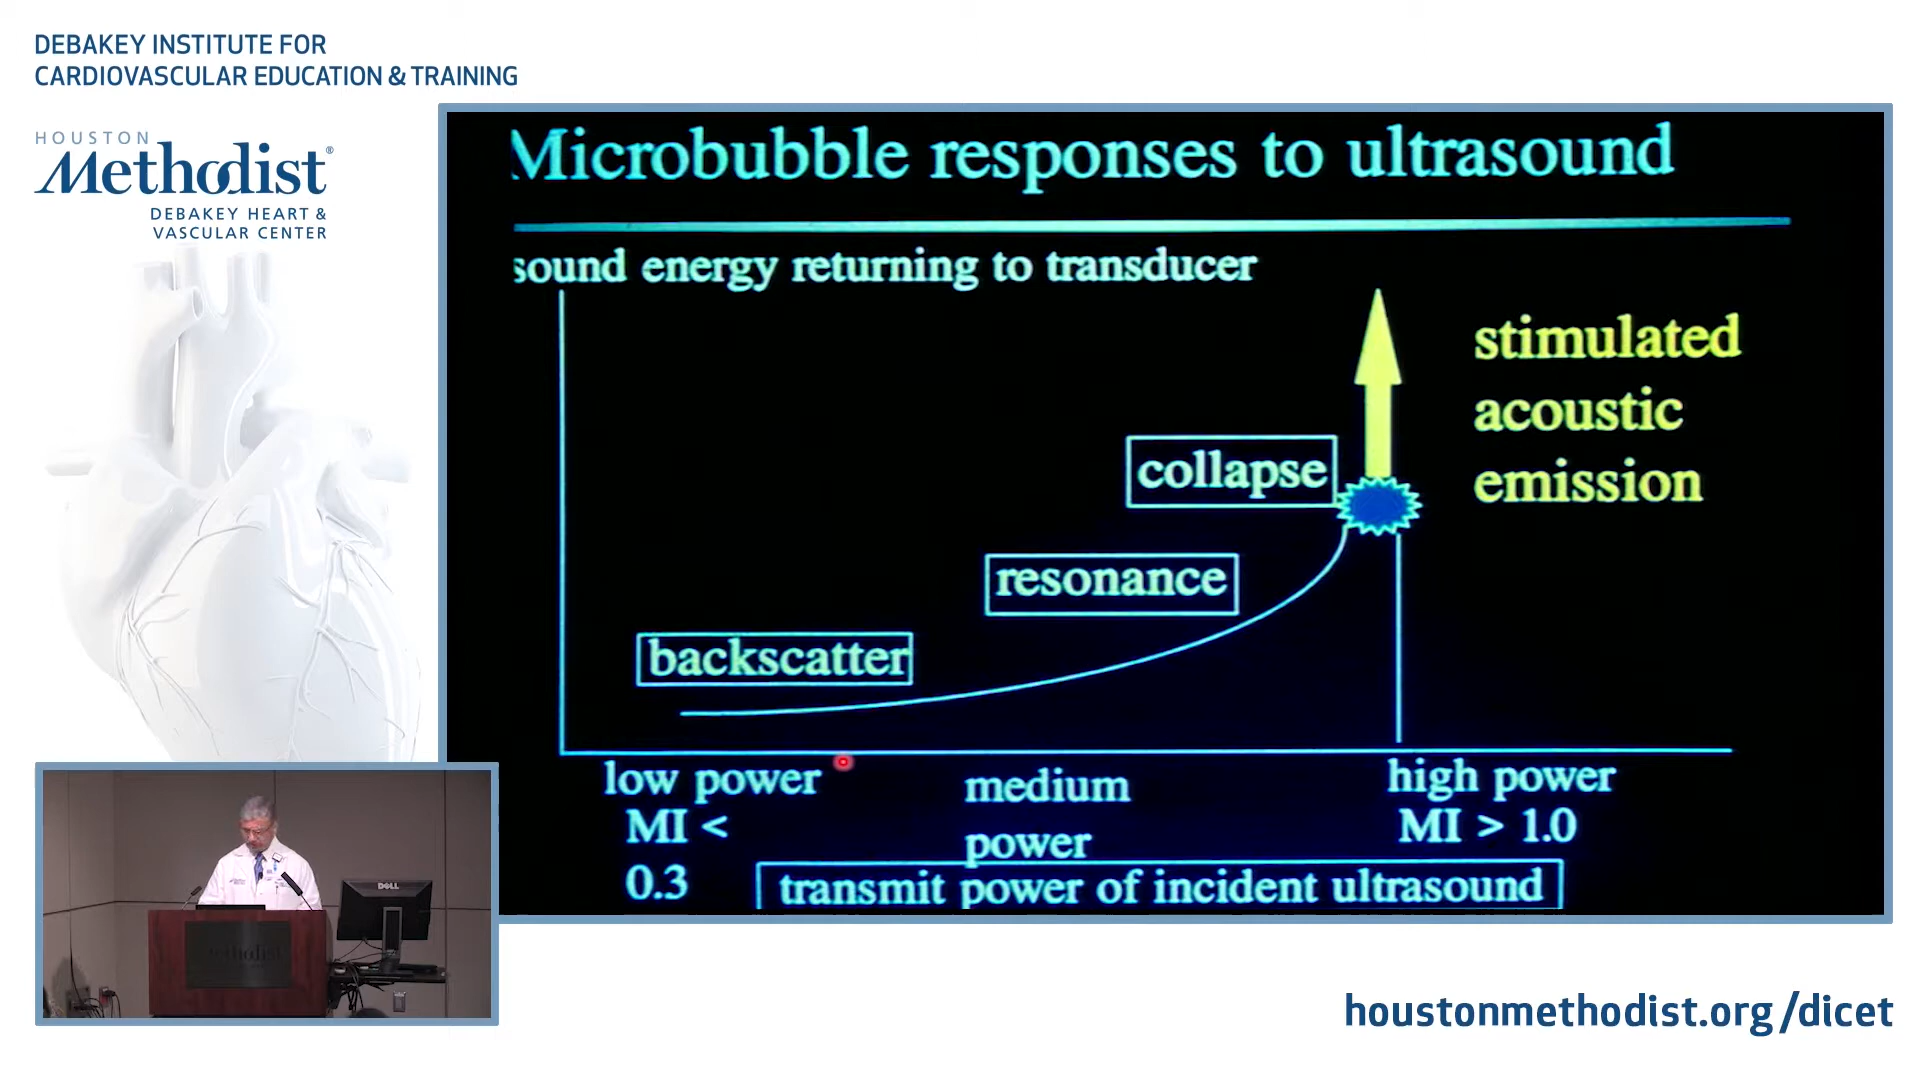 DEBAKEY INSTITUTE FOR
CARDIOVASCULAR EDUCATION & TRAINING
HOUSTON
Methodist®
DEBAKEY HEART &
VASCULAR CENTER
Microbubble responses to ultrasound
sound energy returning to transducer
stimulated
acoustic
emission
collapse
resonance
backscatter
low power
MI <
0.3
medium
power
high power
MI > 1.0
transmit power of incident ultrasound
DELL
Methodist
houstonmethodist.org/dicet